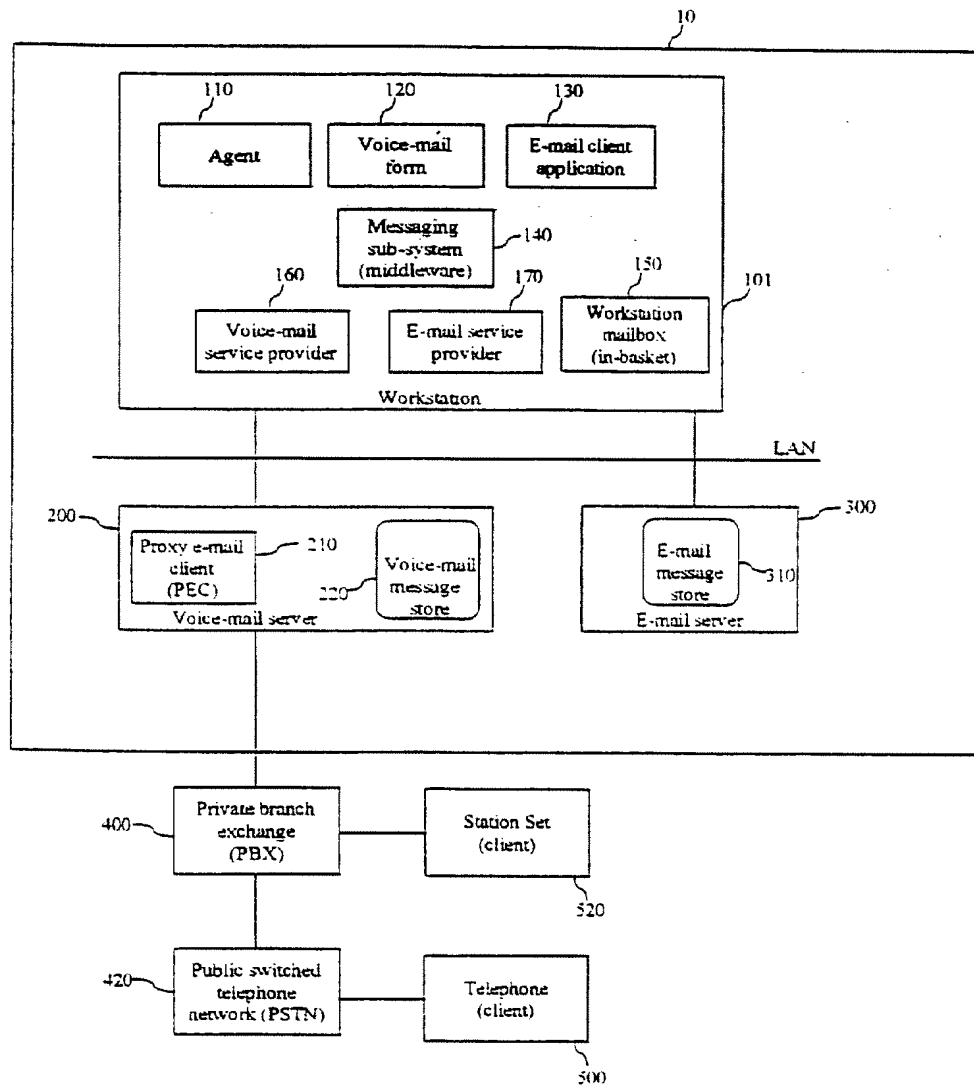 10
110
120
130
Agent
Voice-mail
form
E-mail client
application
Messaging
sub-system
(middleware)
140
160
170
150
101
Voice-mail
service provider
E-mail service
provider
Workstation
mailbox
(in-basket)
Workstation
LAN
200
300
Proxy e-mail
client
(PEC)
210
220
Voice-mail
message
store
E-mail
message
store
310
Voice-mail server
E-mail server
400
Private branch
exchange
(PBX)
Station Set
(client)
520
420
Public switched
telephone
network (PSTN)
Telephone
(client)
500